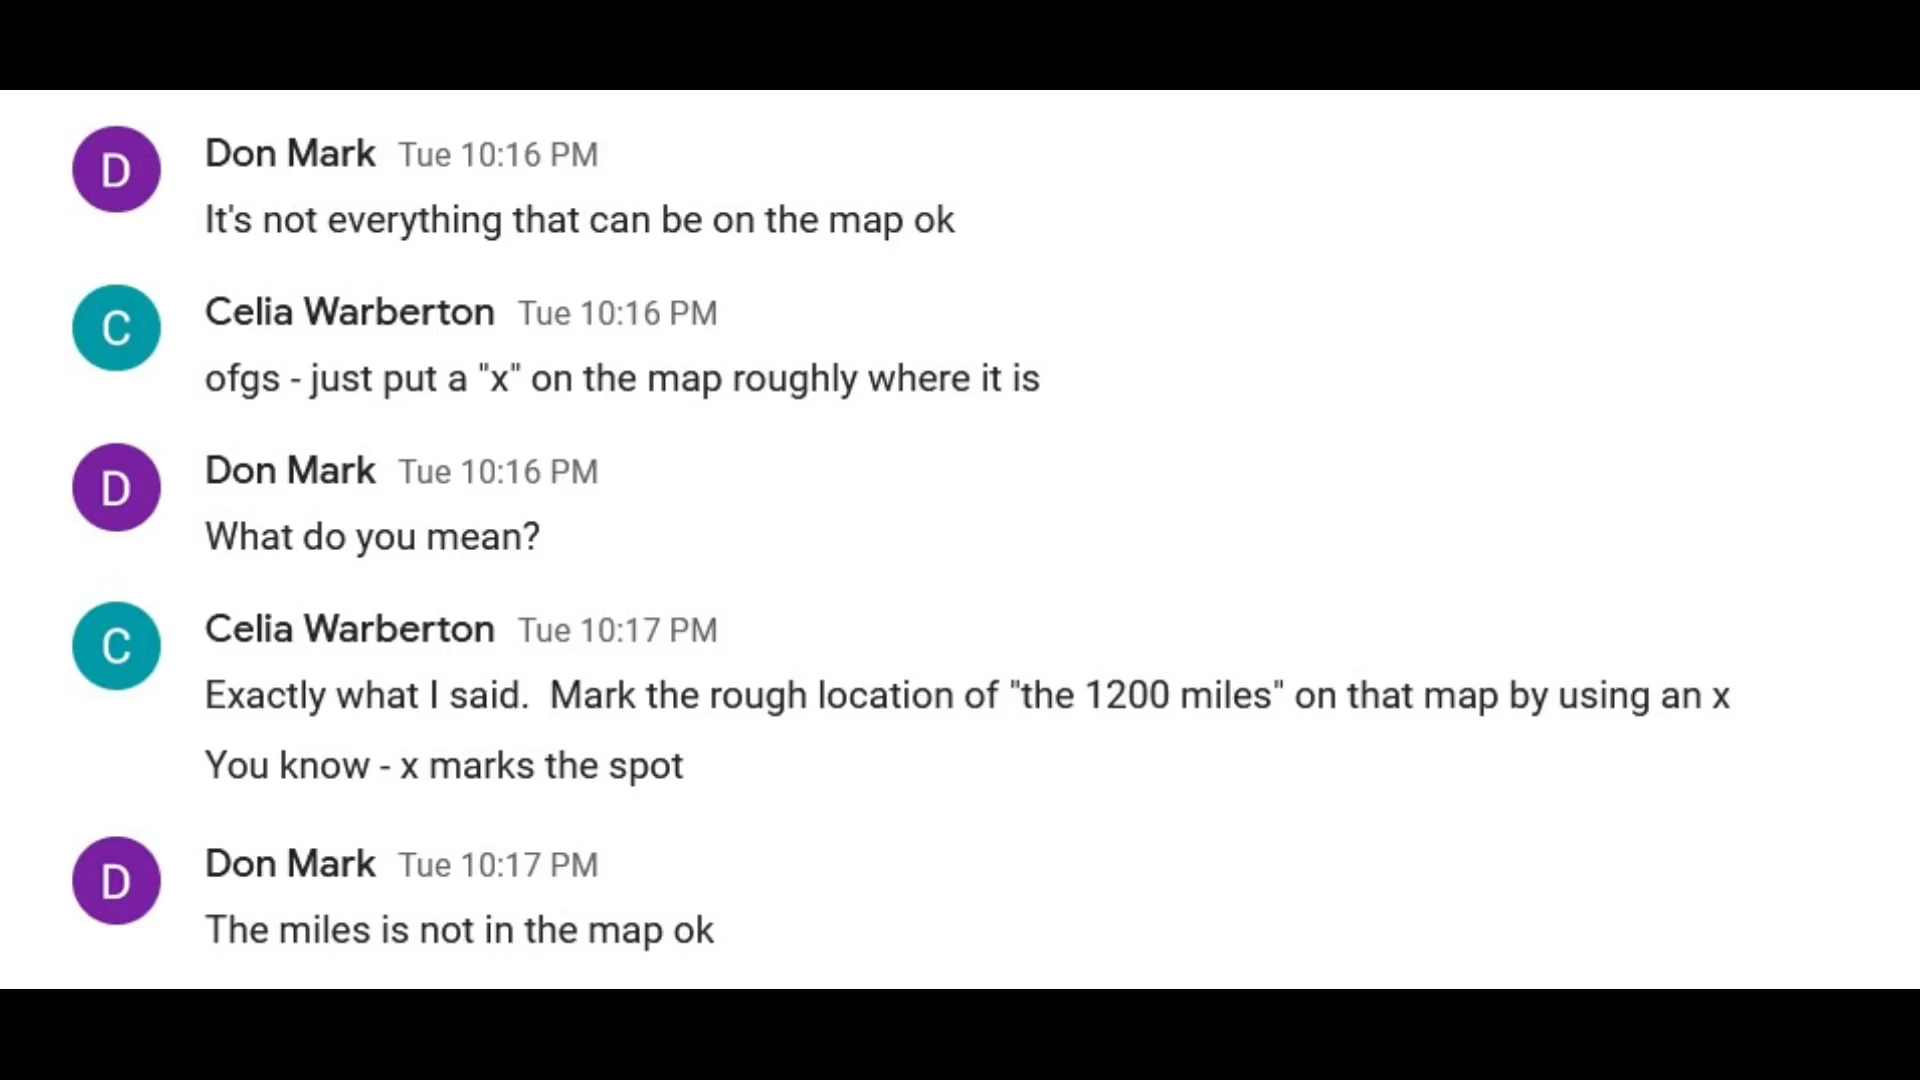 D
Don Mark Tue 10:16 PM
It's not everything that can be on the map ok
C
Celia Warberton Tue 10:16 PM
ofgs - just put a "x" on the map roughly where it is
D
Don Mark Tue 10:16 PM
What do you mean?
C
Celia Warberton Tue 10:17 PM
Exactly what I said.  Mark the rough location of "the 1200 miles" on that map by using an x
You know - x marks the spot
D
Don Mark Tue 10:17 PM
The miles is not in the map ok